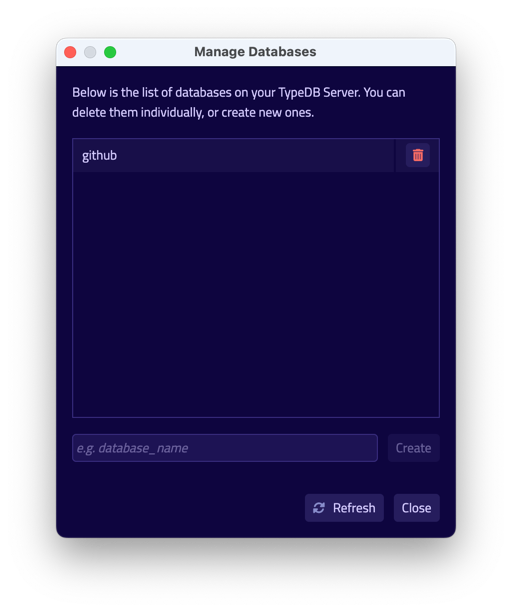 Manage Databases
Below is the list of databases on your TypeDB Server. You can
delete them individually, or create new ones.
github
e.g. database_name
Create
Refresh
Close